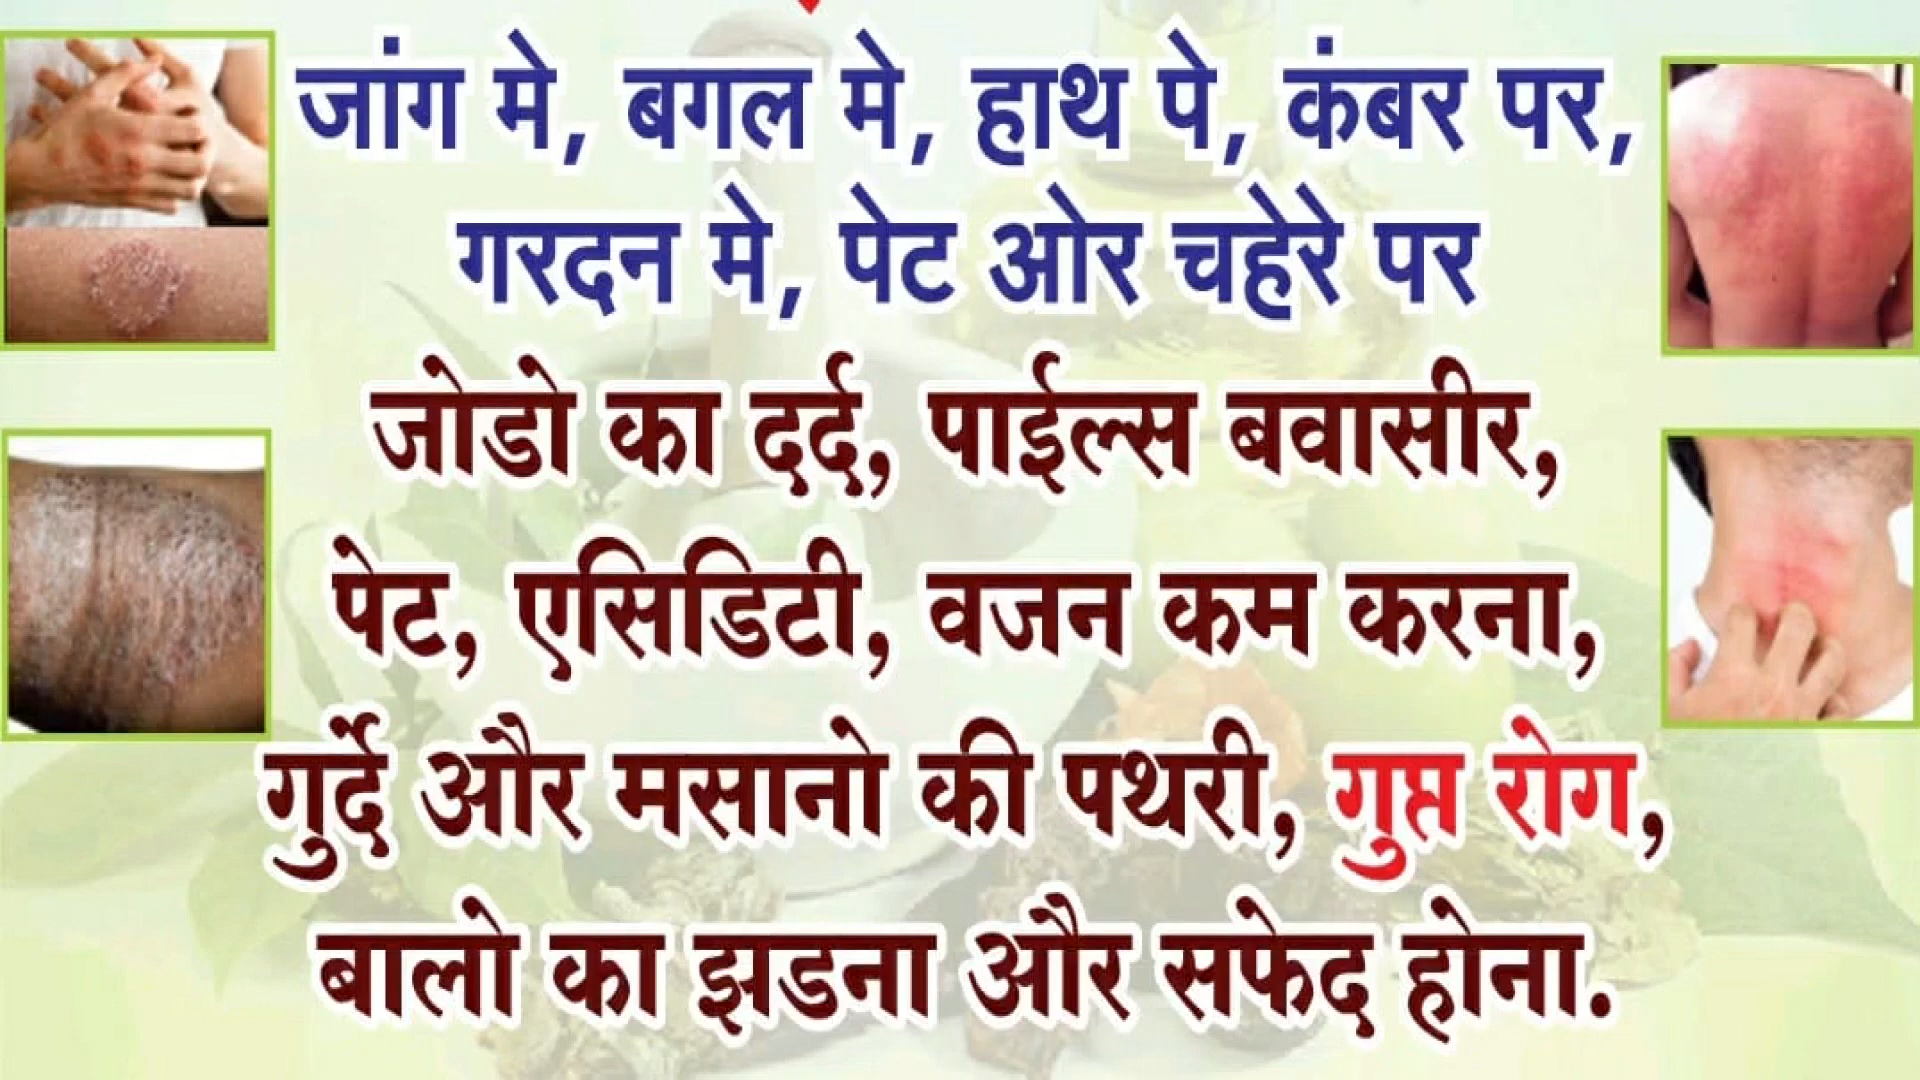 जांग मे, बगल मे, हाथ पे, कंबर पर,
गरदन मे, पेट ओर चहेरे पर
जोडो का दर्द, पाईल्स बवासीर,
पेट, एसिडिटी, वजन कम करना,
गुर्दे और मसानो की पथरी, गुप्त रोग,
बालो का झडना और सफेद होना.